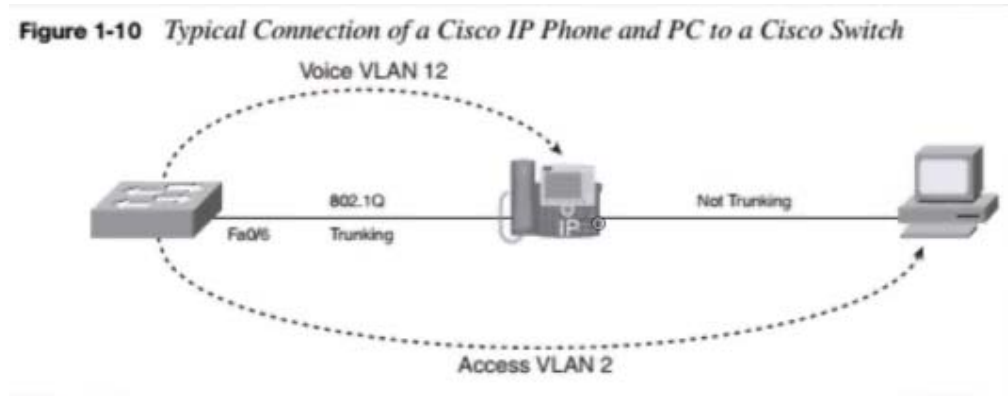 Figure 1-10 Typical Connection of a Cisco IP Phone and PC to a Cisco Switch
Voice VLAN 12
802.1Q
Not Trunking
Fa0/6
Trunking
IP
Access VLAN 2